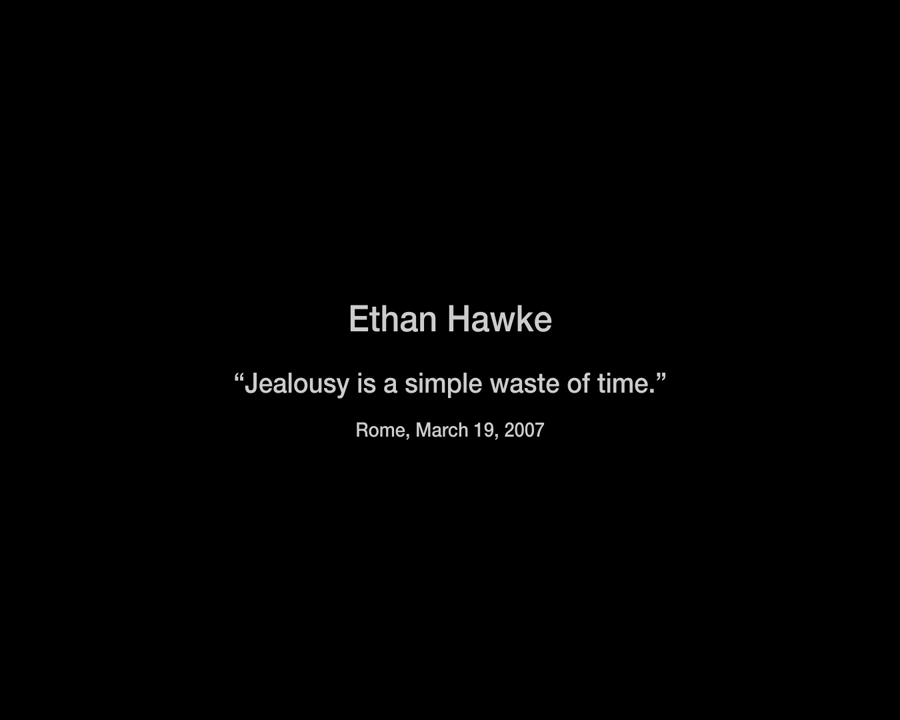 Ethan Hawke
“Jealousy is a simple waste of time.”
Rome, March 19, 2007